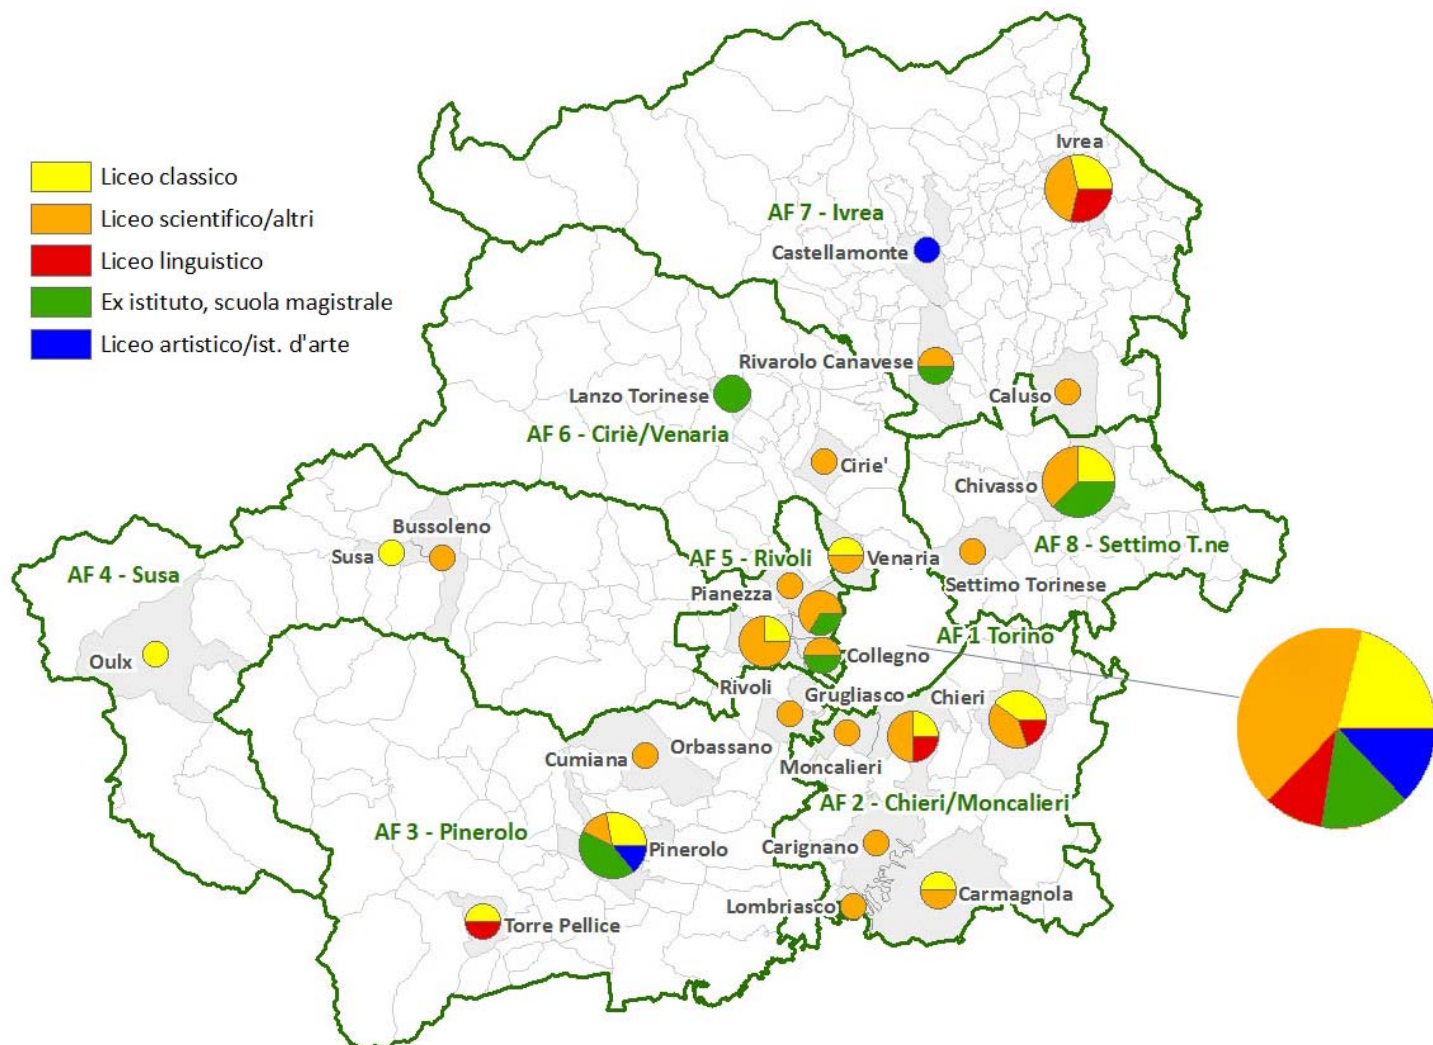 Liceo classico
Liceo scientifico/altri
Liceo linguistico
Ex istituto, scuola magistrale
Liceo artistico/ist. d'arte
Ivrea
AF 7 - Ivrea
Castellamonte
Rivarolo Canavese
Caluso
Lanzo Torinese
AF 6 - Ciriè/Venaria
Cirie'
Chivasso
Bussoleno
Susa
AF 4 - Susa
AF 5 - Rivoli
Venaria
AF 8 - Settimo T.ne
Settimo Torinese
Pianezza
AF 1 Torino
Oulx
Collegno
Rivoli
Grugliasco
Chieri
Cumiana
Orbassano
Moncalieri
AF 2 - Chieri/Moncalieri
AF 3 - Pinerolo
Pinerolo
Carignano
Carmagnola
Lombriasco
Torre Pellice